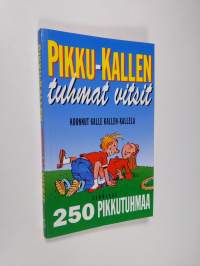 PIKKU-KALLEN
tuhmat vitsit
KOONNUT KALLE KALLEN-KALLELA
250 PIKKUTUHMAA